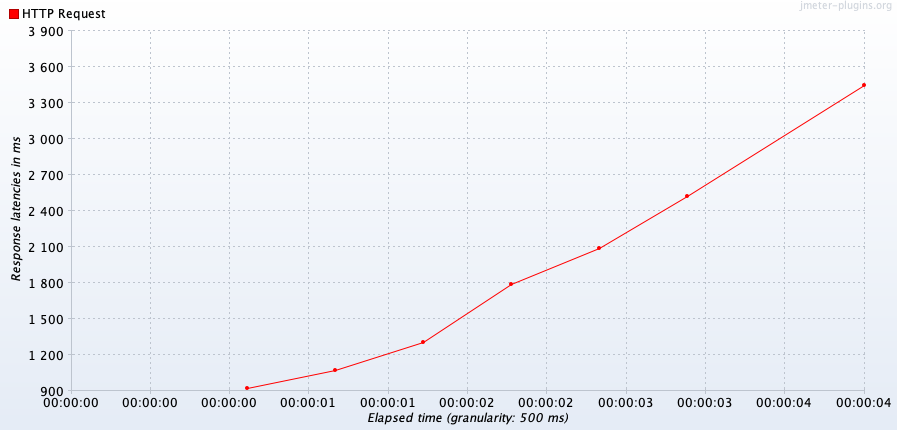 jmeter-plugins.org
HTTP Request
3 900
3 600
3 300
3 000
2 700
2 400
2 100
1 800
1 500
1 200
900
Response latencies in ms
00:00:00 00:00:00 00:00:00 00:00:01 00:00:01 00:00:02 00:00:02 00:00:03 00:00:03 00:00:04 00:00:04
Elapsed time (granularity: 500 ms)